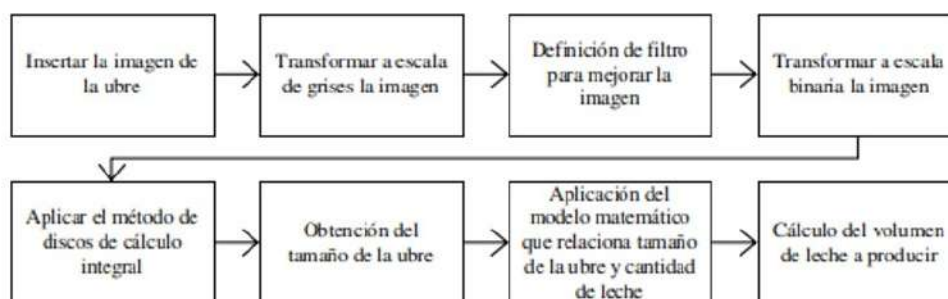 Insertar la imagen de
la ubre
Transformar a escala
de grises la imagen
Definición de filtro
para mejorar la
imagen
Transformar a escala
binaria la imagen
Aplicar el método de
discos de cálculo
integral
Obtención del
tamaño de la ubre
Aplicación del
modelo matemático
que relaciona tamaño
de la ubre y cantidad
de leche
Cálculo del volumen
de leche a producir